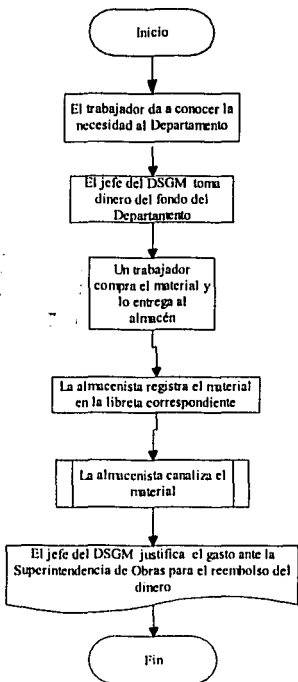 Inicio
El trabajador da a conocer la
necesidad al Departamento
El jefe del DSGM toma
dinero del fondo del
Departamento
Un trabajador
compra el material y
lo entrega al
almacén
La almacenista registra el material
en la libreta correspondiente
La almacenista canaliza el
material
El jefe del DSGM justifica el gasto ante la
Superintendencia de Obras para el reembolso del
dinero
Fin